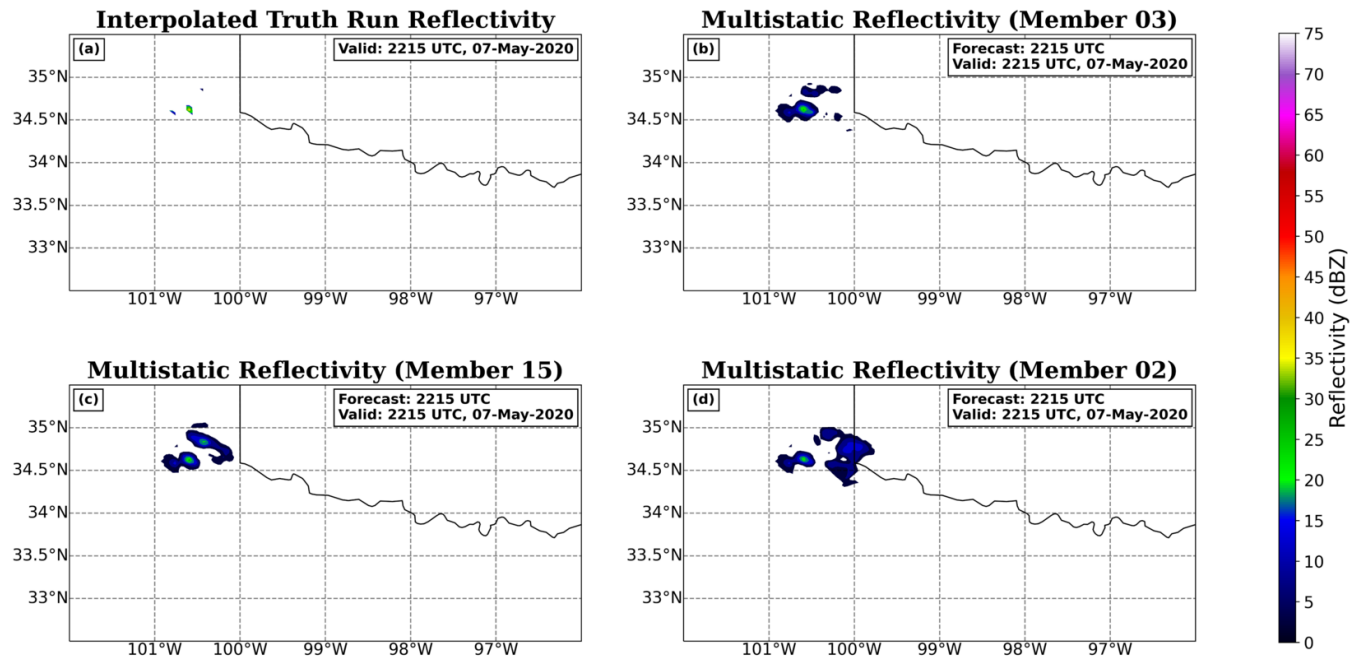 Interpolated Truth Run Reflectivity
(a)
Valid: 2215 UTC, 07-May-2020
35°N
34.5°N
34°N
33.5°N
33°N
101°W 100°W 99°W 98°W 97°W
Multistatic Reflectivity (Member 03)
(b)
Forecast: 2215 UTC
Valid: 2215 UTC, 07-May-2020
35°N
34.5°N
34°N
33.5°N
33°N
101°W 100°W 99°W 98°W 97°W
Multistatic Reflectivity (Member 15)
(c)
Forecast: 2215 UTC
Valid: 2215 UTC, 07-May-2020
35°N
34.5°N
34°N
33.5°N
33°N
101°W 100°W 99°W 98°W 97°W
Multistatic Reflectivity (Member 02)
(d)
Forecast: 2215 UTC
Valid: 2215 UTC, 07-May-2020
35°N
34.5°N
34°N
33.5°N
33°N
101°W 100°W 99°W 98°W 97°W
75
70
65
60
55
50
45
40
35
30
25
20
15
10
5
0
Reflectivity (dBZ)